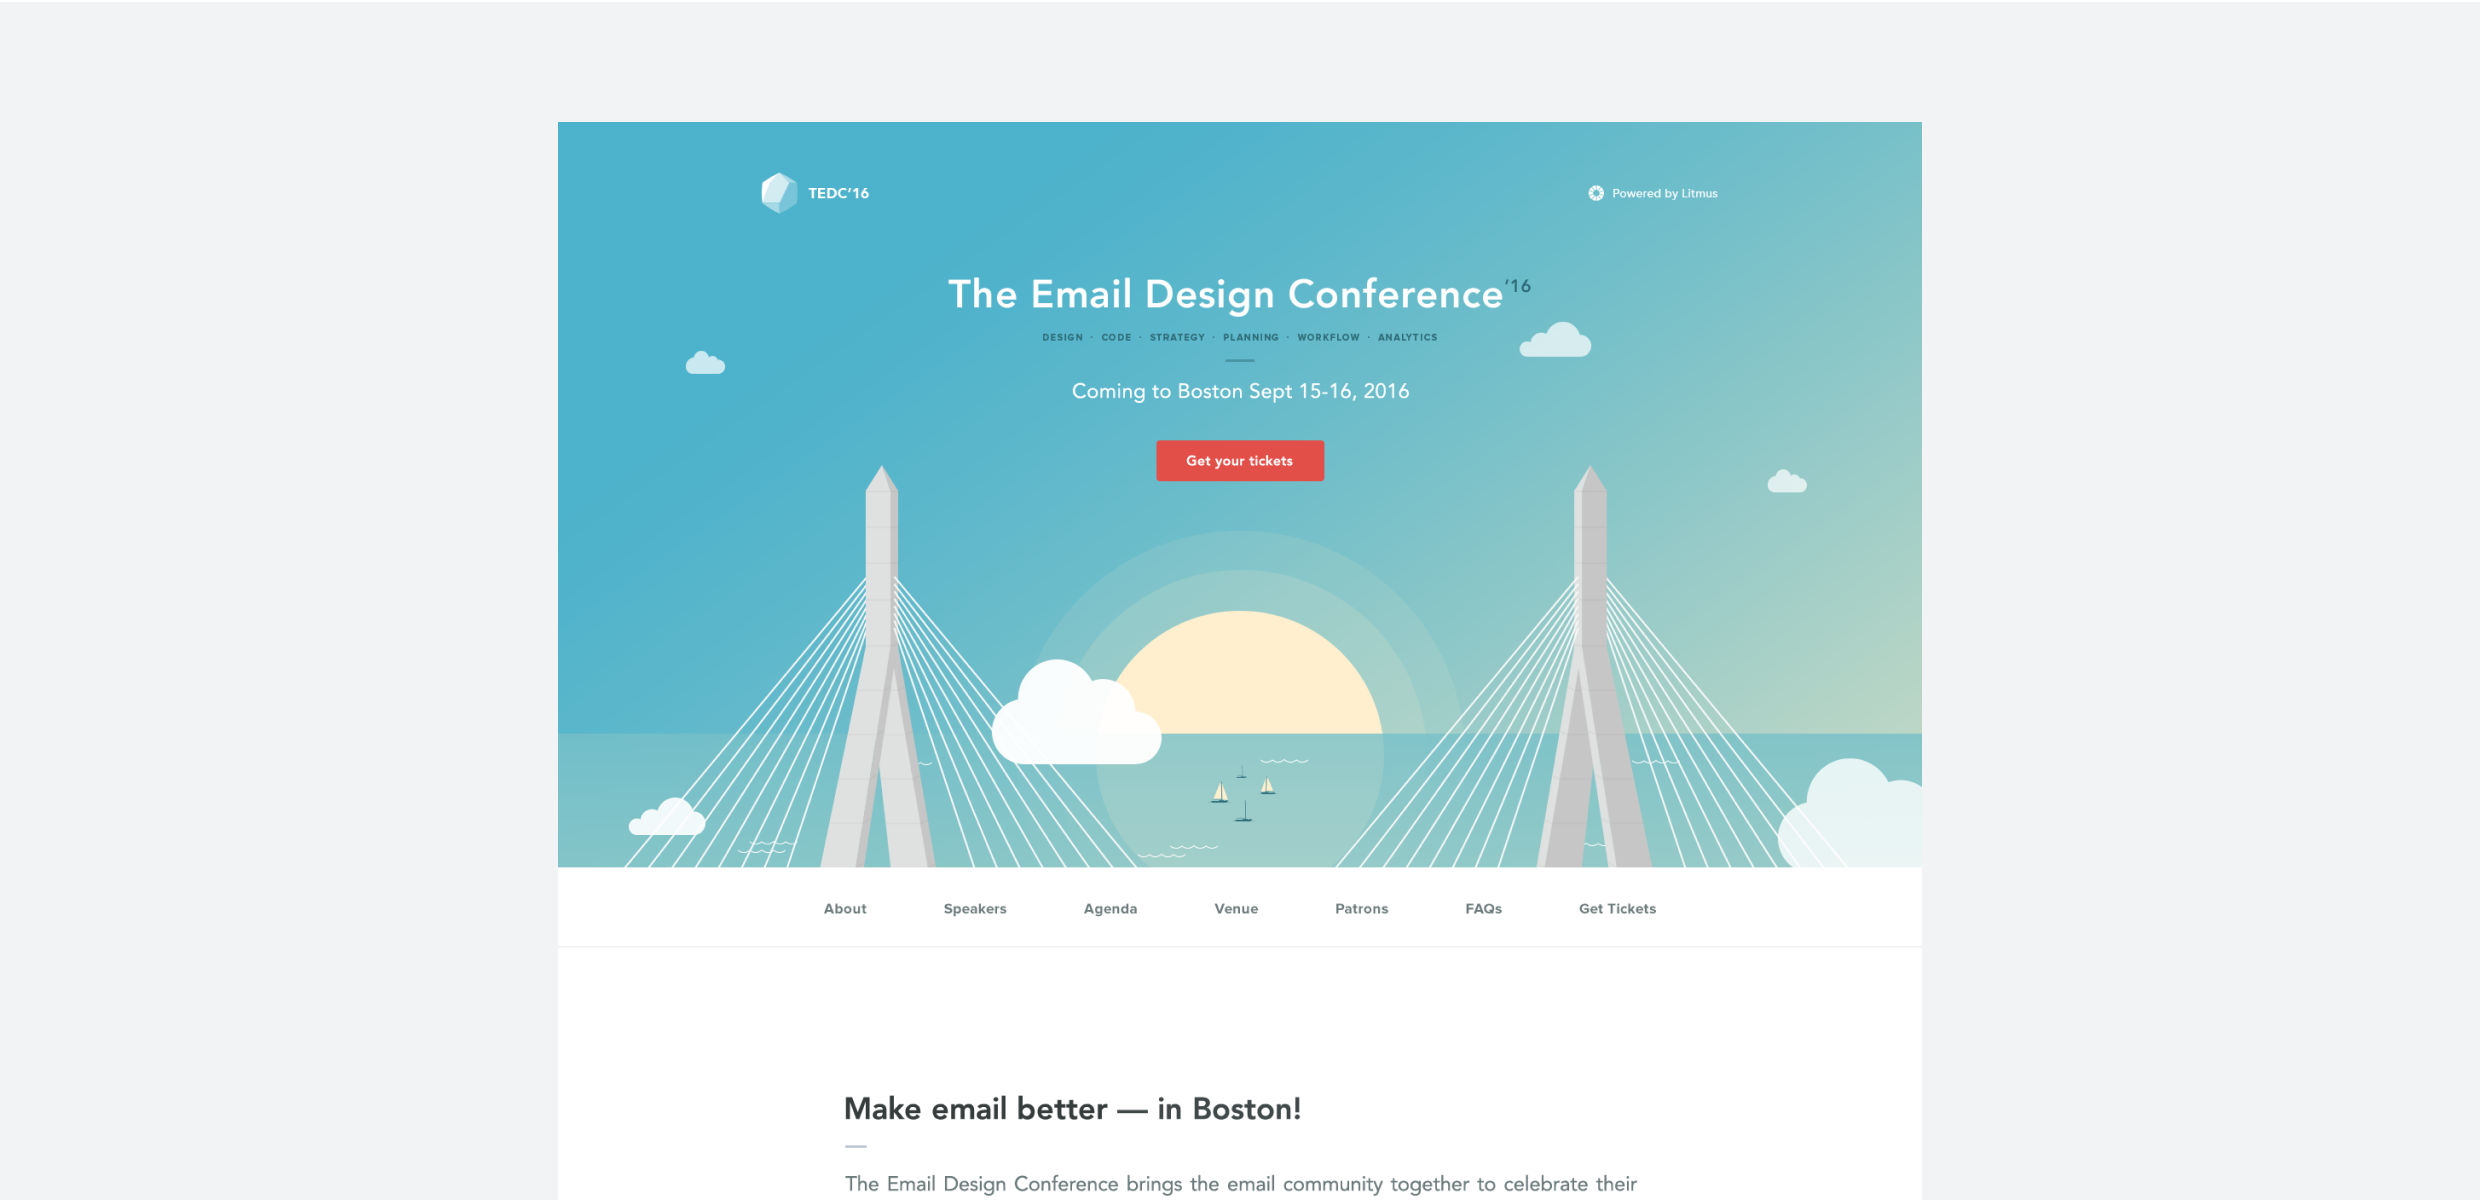 TEDC’16
Powered by Litmus
The Email Design Conference’16
DESIGN · CODE · STRATEGY · PLANNING · WORKFLOW · ANALYTICS
Coming to Boston Sept 15-16, 2016
Get your tickets
About Speakers Agenda Venue Patrons FAQs Get Tickets
Make email better — in Boston!
The Email Design Conference brings the email community together to celebrate their